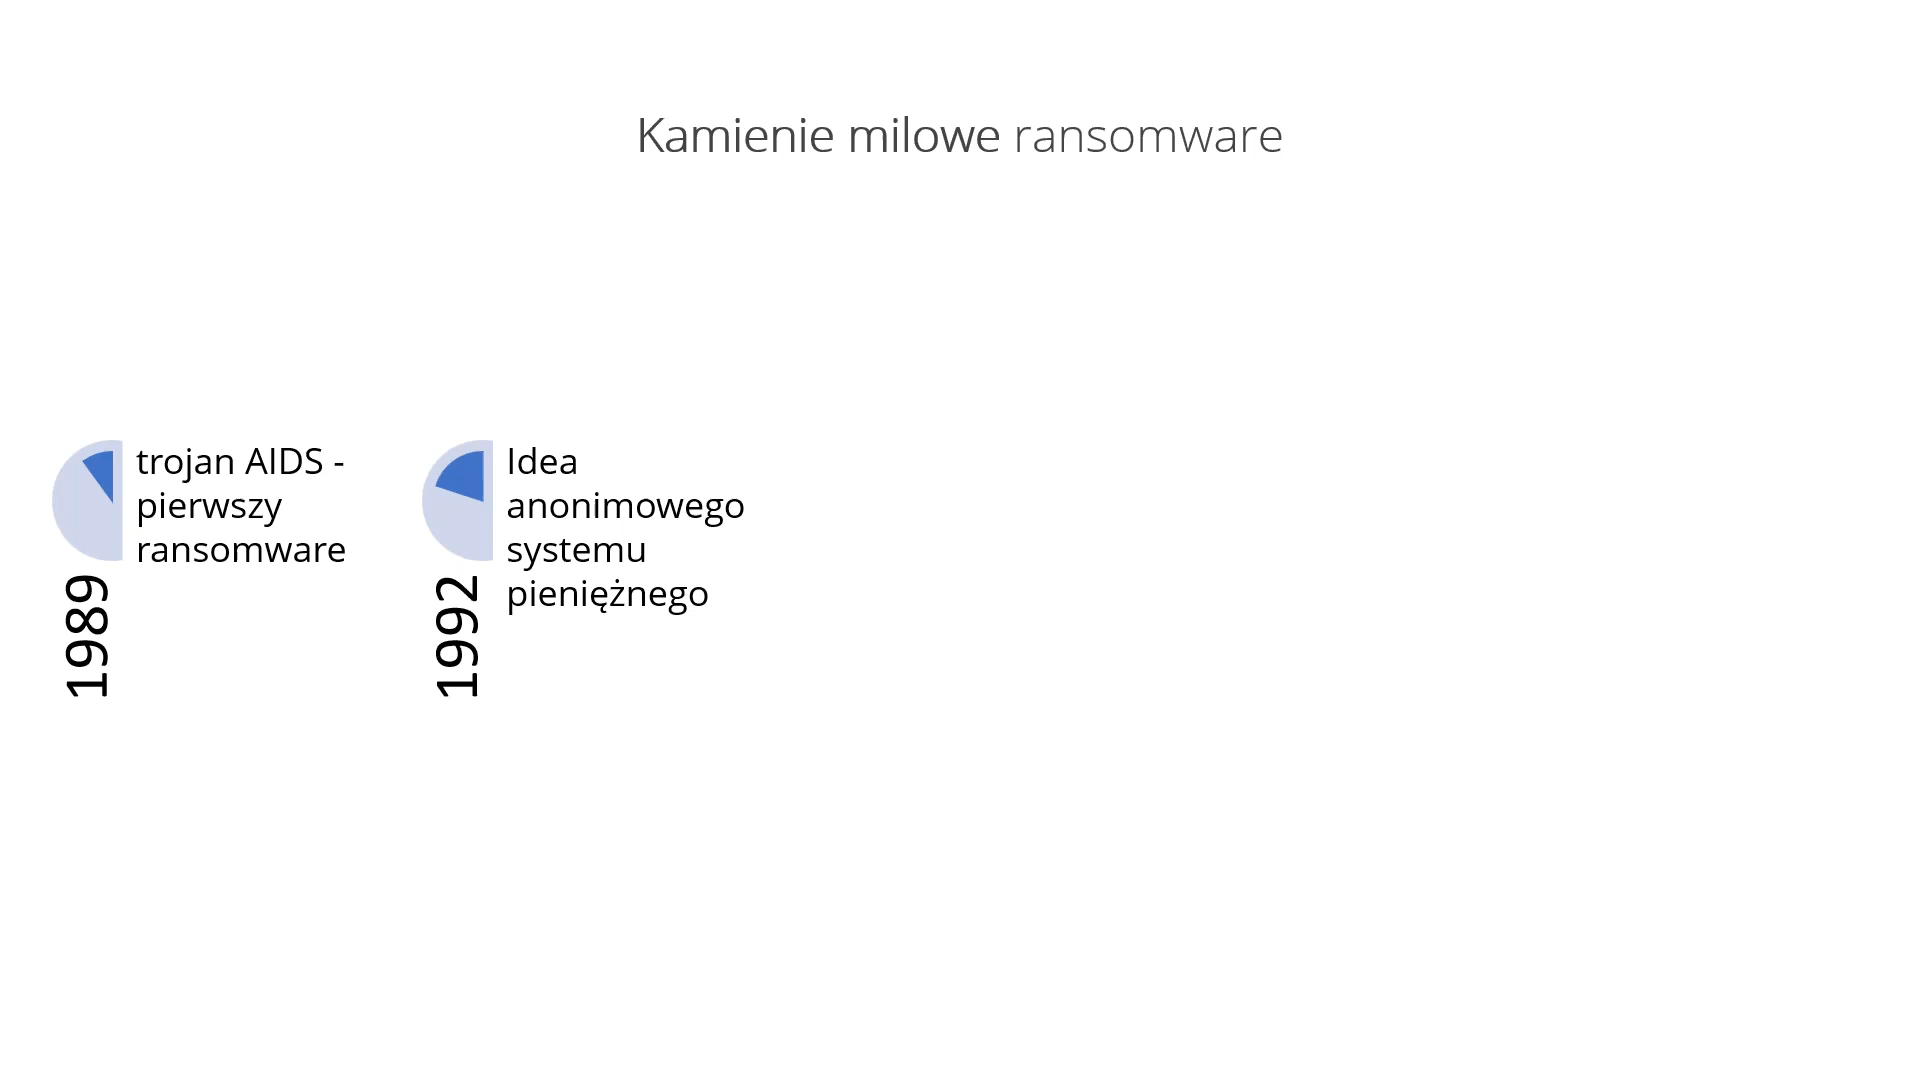 Kamienie milowe ransomware
trojan AIDS -
pierwszy
ransomware
1989
Idea
anonimowego
systemu
pieniężnego
1992